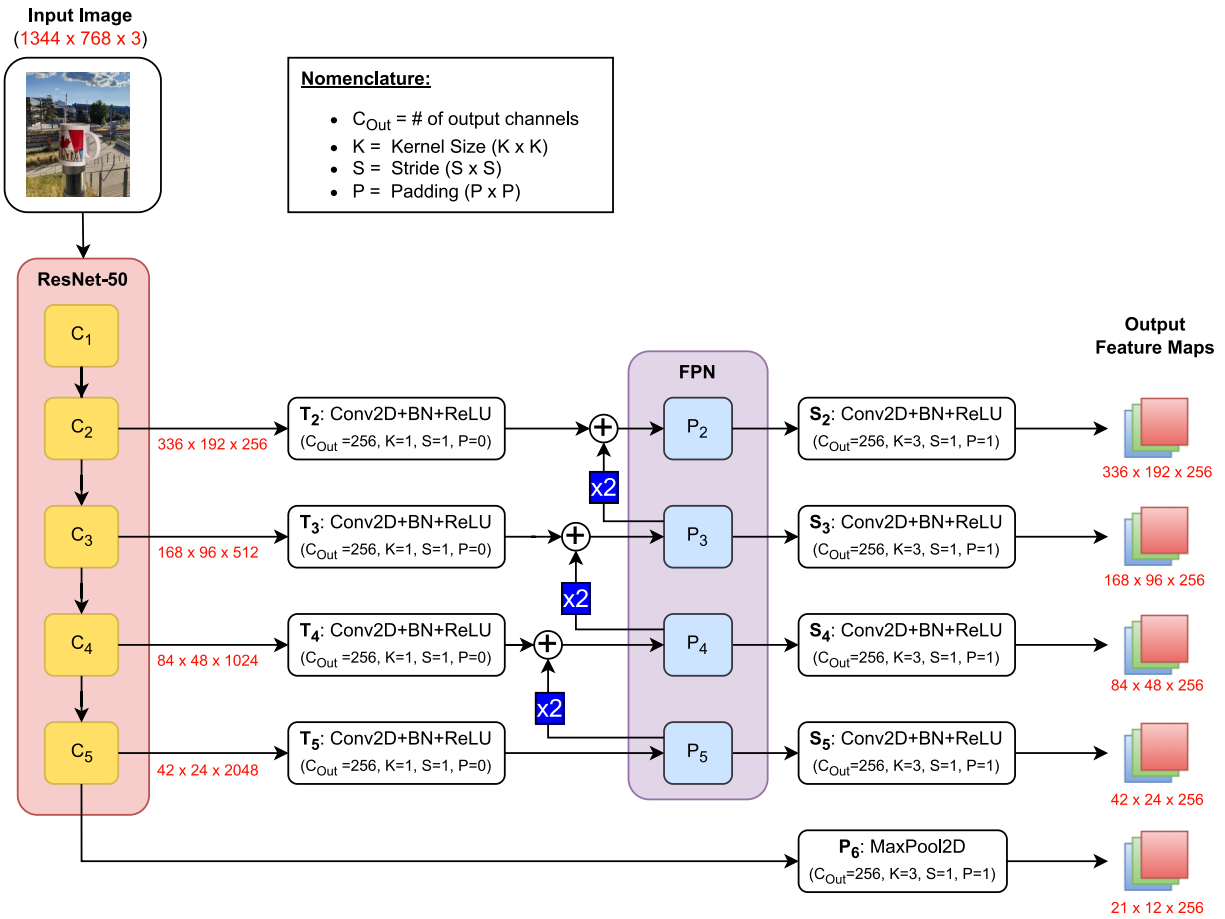 Input Image
(1344 x 768 x 3)
Nomenclature:
• C_Out = # of output channels
• K = Kernel Size (K x K)
• S = Stride (S x S)
• P = Padding (P x P)
ResNet-50
C1
C2
C3
C4
C5
336 x 192 x 256
168 x 96 x 512
84 x 48 x 1024
42 x 24 x 2048
T2: Conv2D+BN+ReLU
(C_Out =256, K=1, S=1, P=0)
T3: Conv2D+BN+ReLU
(C_Out =256, K=1, S=1, P=0)
T4: Conv2D+BN+ReLU
(C_Out =256, K=1, S=1, P=0)
T5: Conv2D+BN+ReLU
(C_Out =256, K=1, S=1, P=0)
+
x2
+
x2
+
x2
FPN
P2
P3
P4
P5
S2: Conv2D+BN+ReLU
(C_Out =256, K=3, S=1, P=1)
S3: Conv2D+BN+ReLU
(C_Out =256, K=3, S=1, P=1)
S4: Conv2D+BN+ReLU
(C_Out =256, K=3, S=1, P=1)
S5: Conv2D+BN+ReLU
(C_Out =256, K=3, S=1, P=1)
P6: MaxPool2D
(C_Out=256, K=3, S=1, P=1)
Output
Feature Maps
336 x 192 x 256
168 x 96 x 256
84 x 48 x 256
42 x 24 x 256
21 x 12 x 256